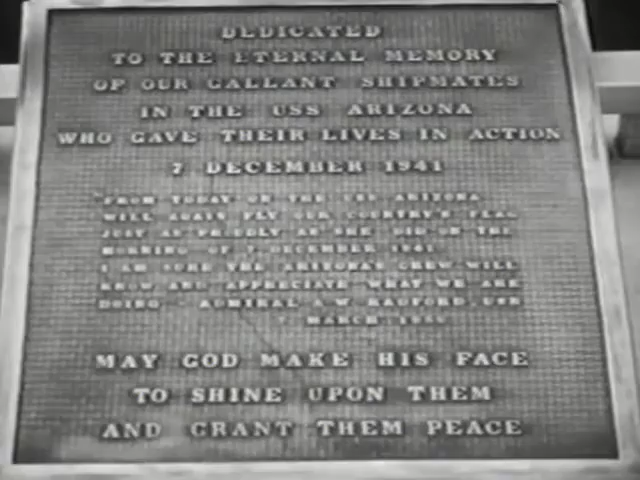 DEDICATED
TO THE ETERNAL MEMORY
OF OUR GALLANT SHIPMATES
IN THE USS ARIZONA
WHO GAVE THEIR LIVES IN ACTION
7 DECEMBER 1941
"FROM TODAY ON THE USS ARIZONA
WILL AGAIN FLY OUR COUNTRY'S FLAG
JUST AS PROUDLY AS SHE DID ON THE
MORNING OF 7 DECEMBER 1941.
I AM SURE THE ARIZONA'S CREW WILL
KNOW AND APPRECIATE WHAT WE ARE
DOING" ADMIRAL A.W. RADFORD, USN
7 MARCH 1950
MAY GOD MAKE HIS FACE
TO SHINE UPON THEM
AND GRANT THEM PEACE